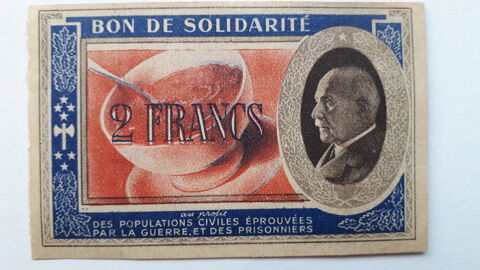 BON DE SOLIDARITÉ
2 FRANCS
au profit
DES POPULATIONS CIVILES ÉPROUVÉES
PAR LA GUERRE, ET DES PRISONNIERS